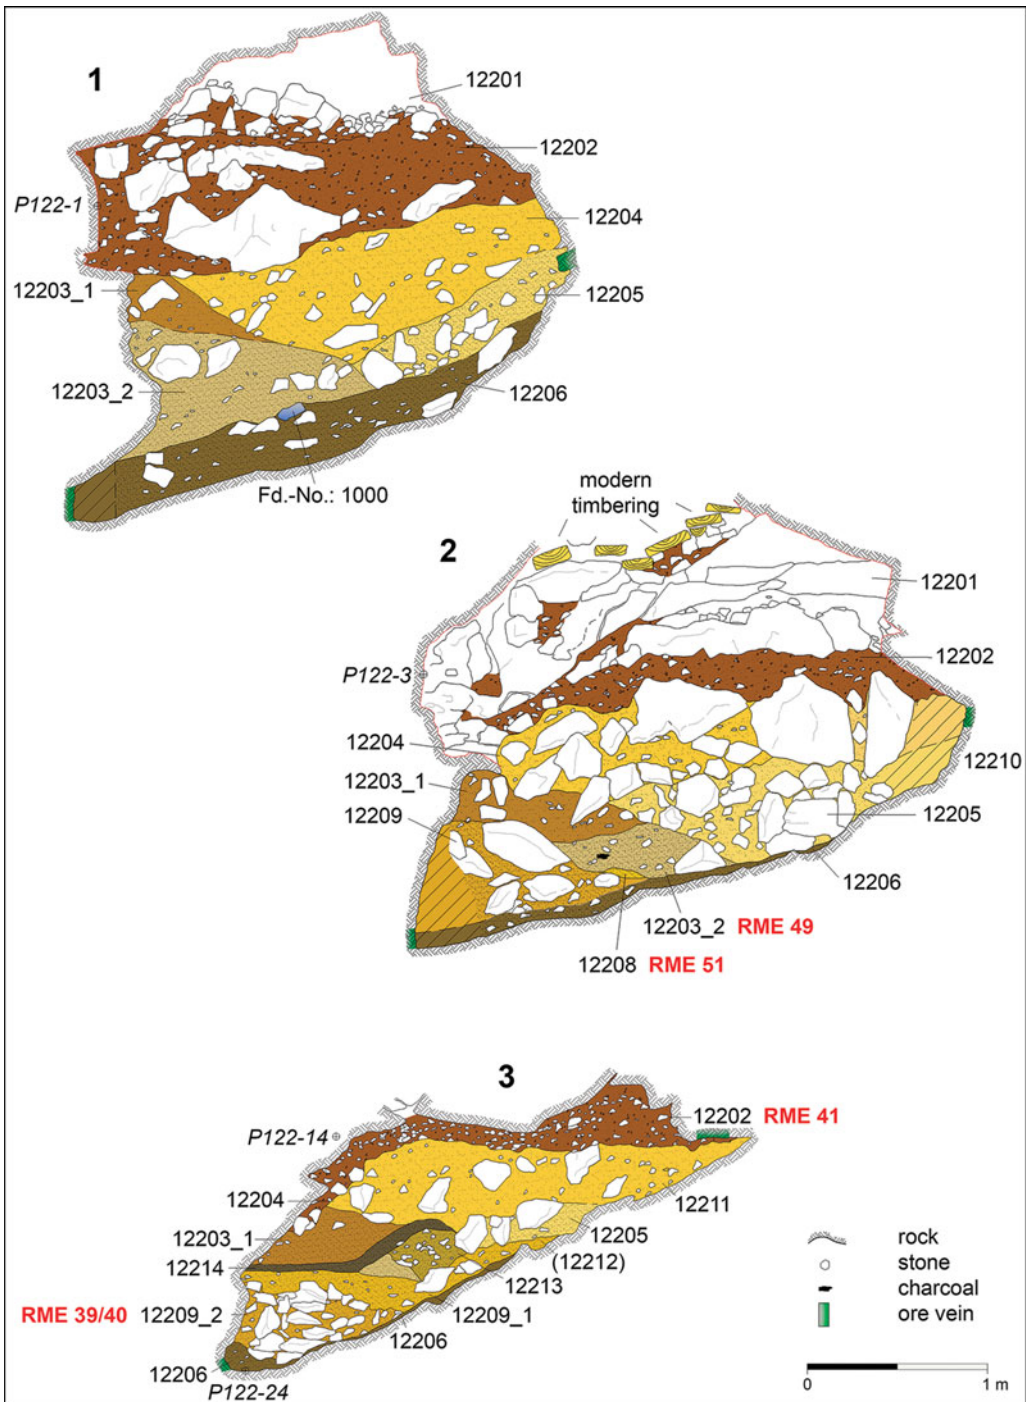 1
12201
12202
P122-1
12204
12203_1
12205
12203_2
12206
Fd.-No.: 1000
modern
timbering
2
12201
P122-3
12202
12204
12203_1
12210
12209
12205
12206
12203_2 RME 49
12208 RME 51
3
P122-14
12202 RME 41
12204
12211
12203_1
12205
12214
(12212)
12213
RME 39/40 12209_2
12209_1
12206
12206
P122-24
rock
stone
charcoal
ore vein
0
1 m